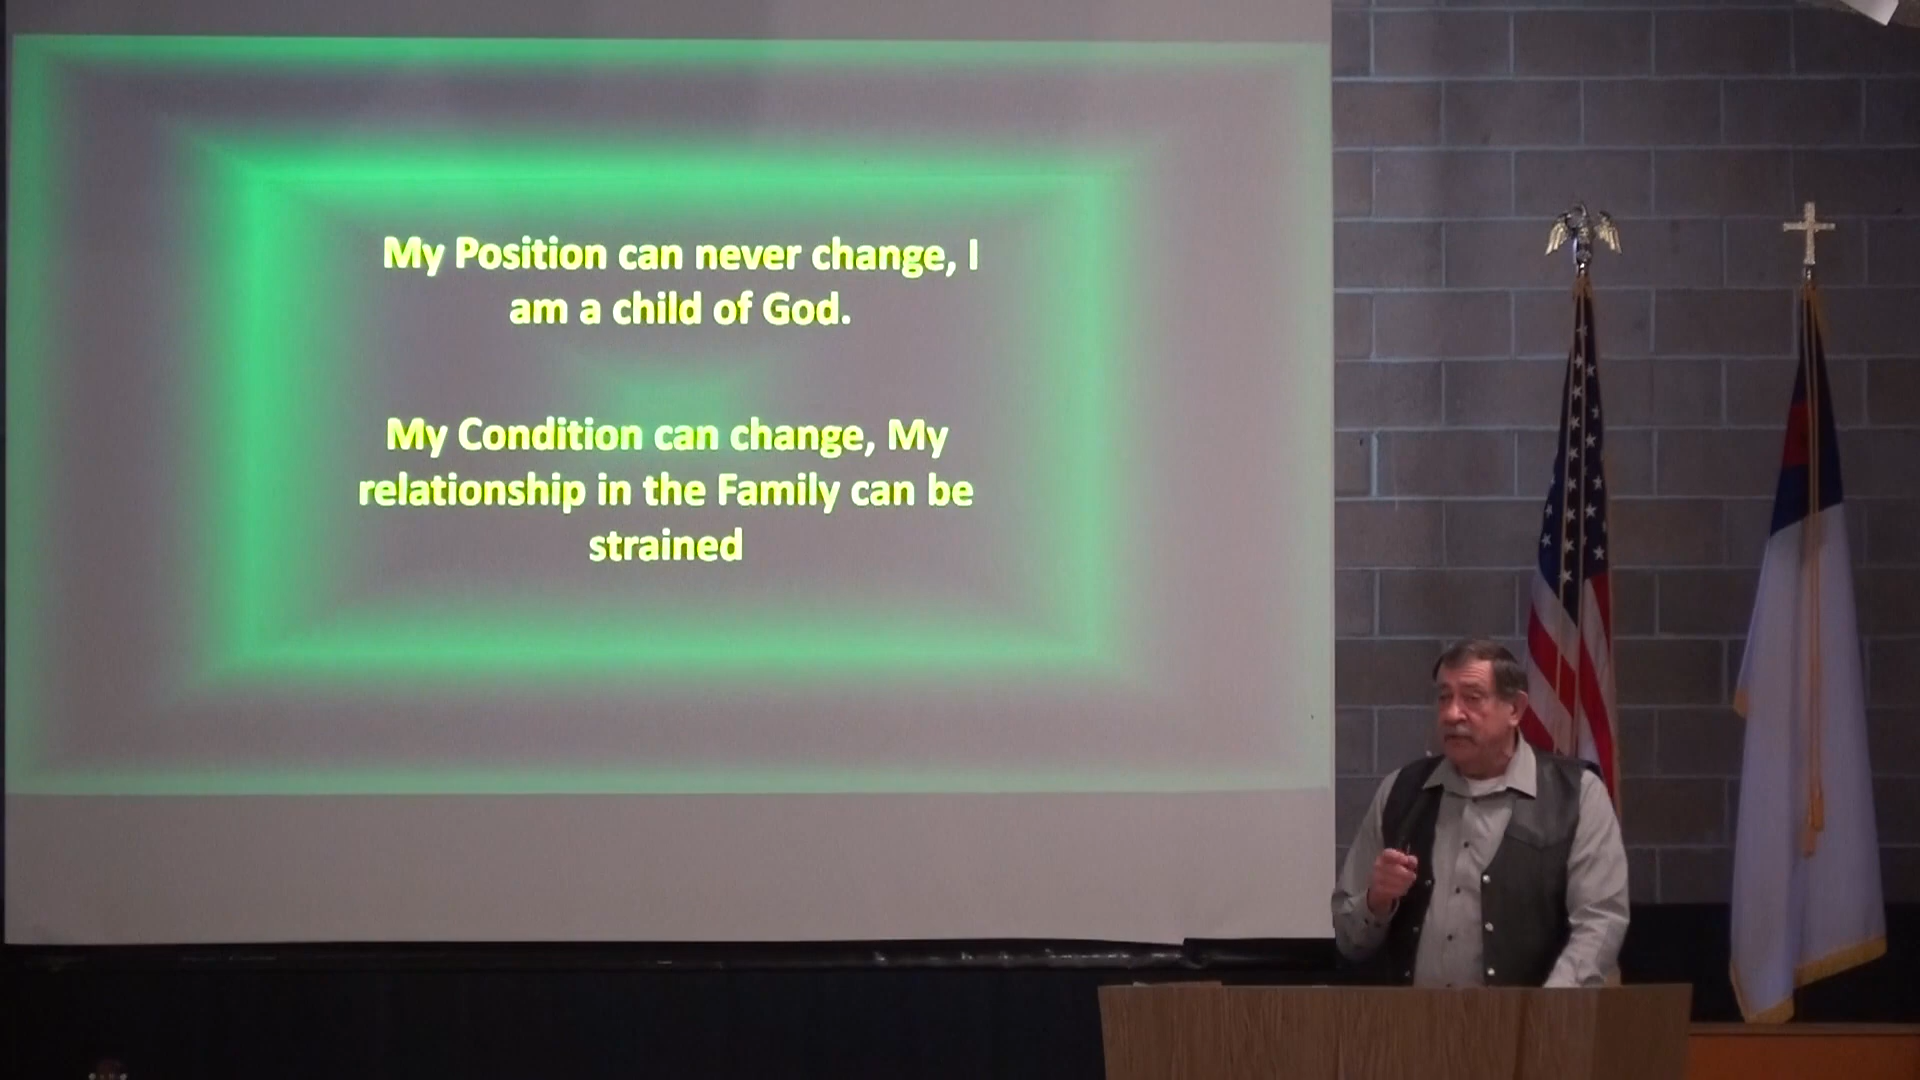 My Position can never change, I
am a child of God.
My Condition can change, My
relationship in the Family can be
strained